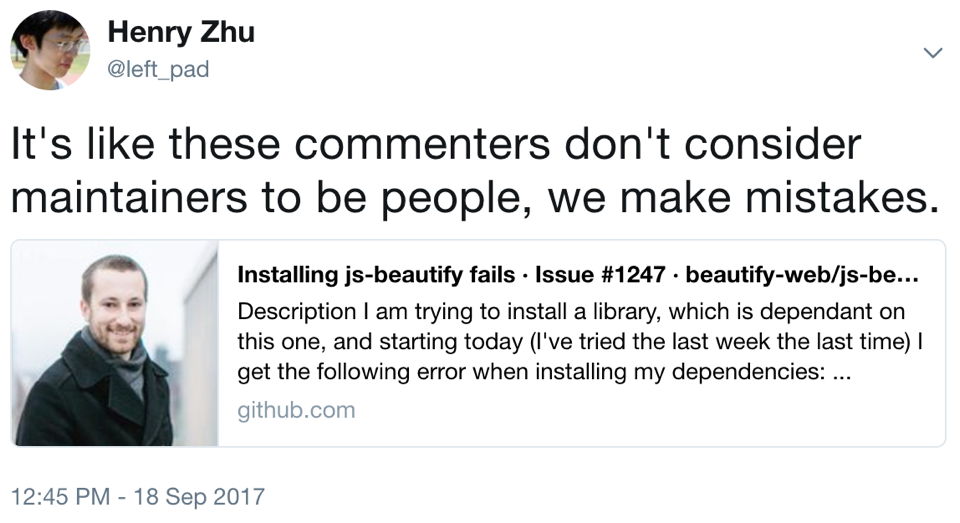 Henry Zhu
@left_pad
It's like these commenters don't consider
maintainers to be people, we make mistakes.
Installing js-beautify fails · Issue #1247 · beautify-web/js-be...
Description I am trying to install a library, which is dependant on
this one, and starting today (I've tried the last week the last time) I
get the following error when installing my dependencies: ...
github.com
12:45 PM - 18 Sep 2017